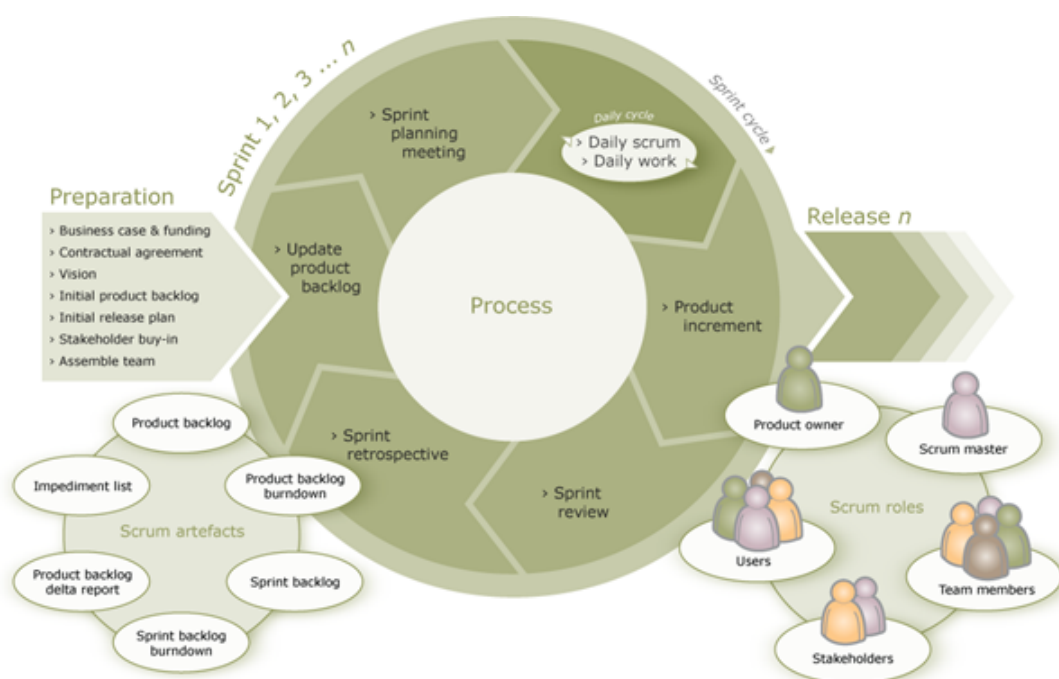 Sprint 1, 2, 3 ... n
Sprint cycle
Preparation
› Business case & funding
› Contractual agreement
› Vision
› Initial product backlog
› Initial release plan
› Stakeholder buy-in
› Assemble team
› Sprint
planning
meeting
Daily cycle
› Daily scrum
› Daily work
› Update
product
backlog
Process
› Product
increment
› Sprint
retrospective
› Sprint
review
Release n
Product backlog
Impediment list
Product backlog
burndown
Scrum artefacts
Product backlog
delta report
Sprint backlog
Sprint backlog
burndown
Product owner
Scrum master
Scrum roles
Users
Team members
Stakeholders